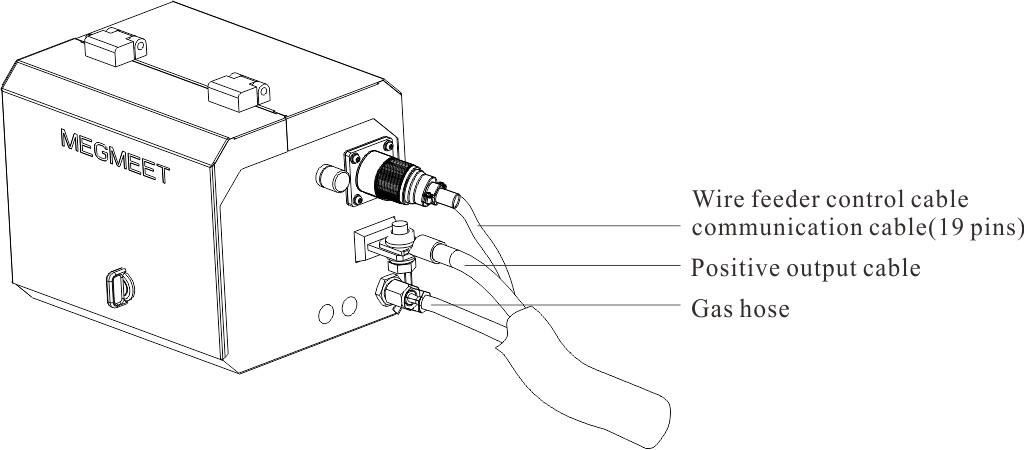 MEGMEET
Wire feeder control cable
communication cable(19 pins)
Positive output cable
Gas hose